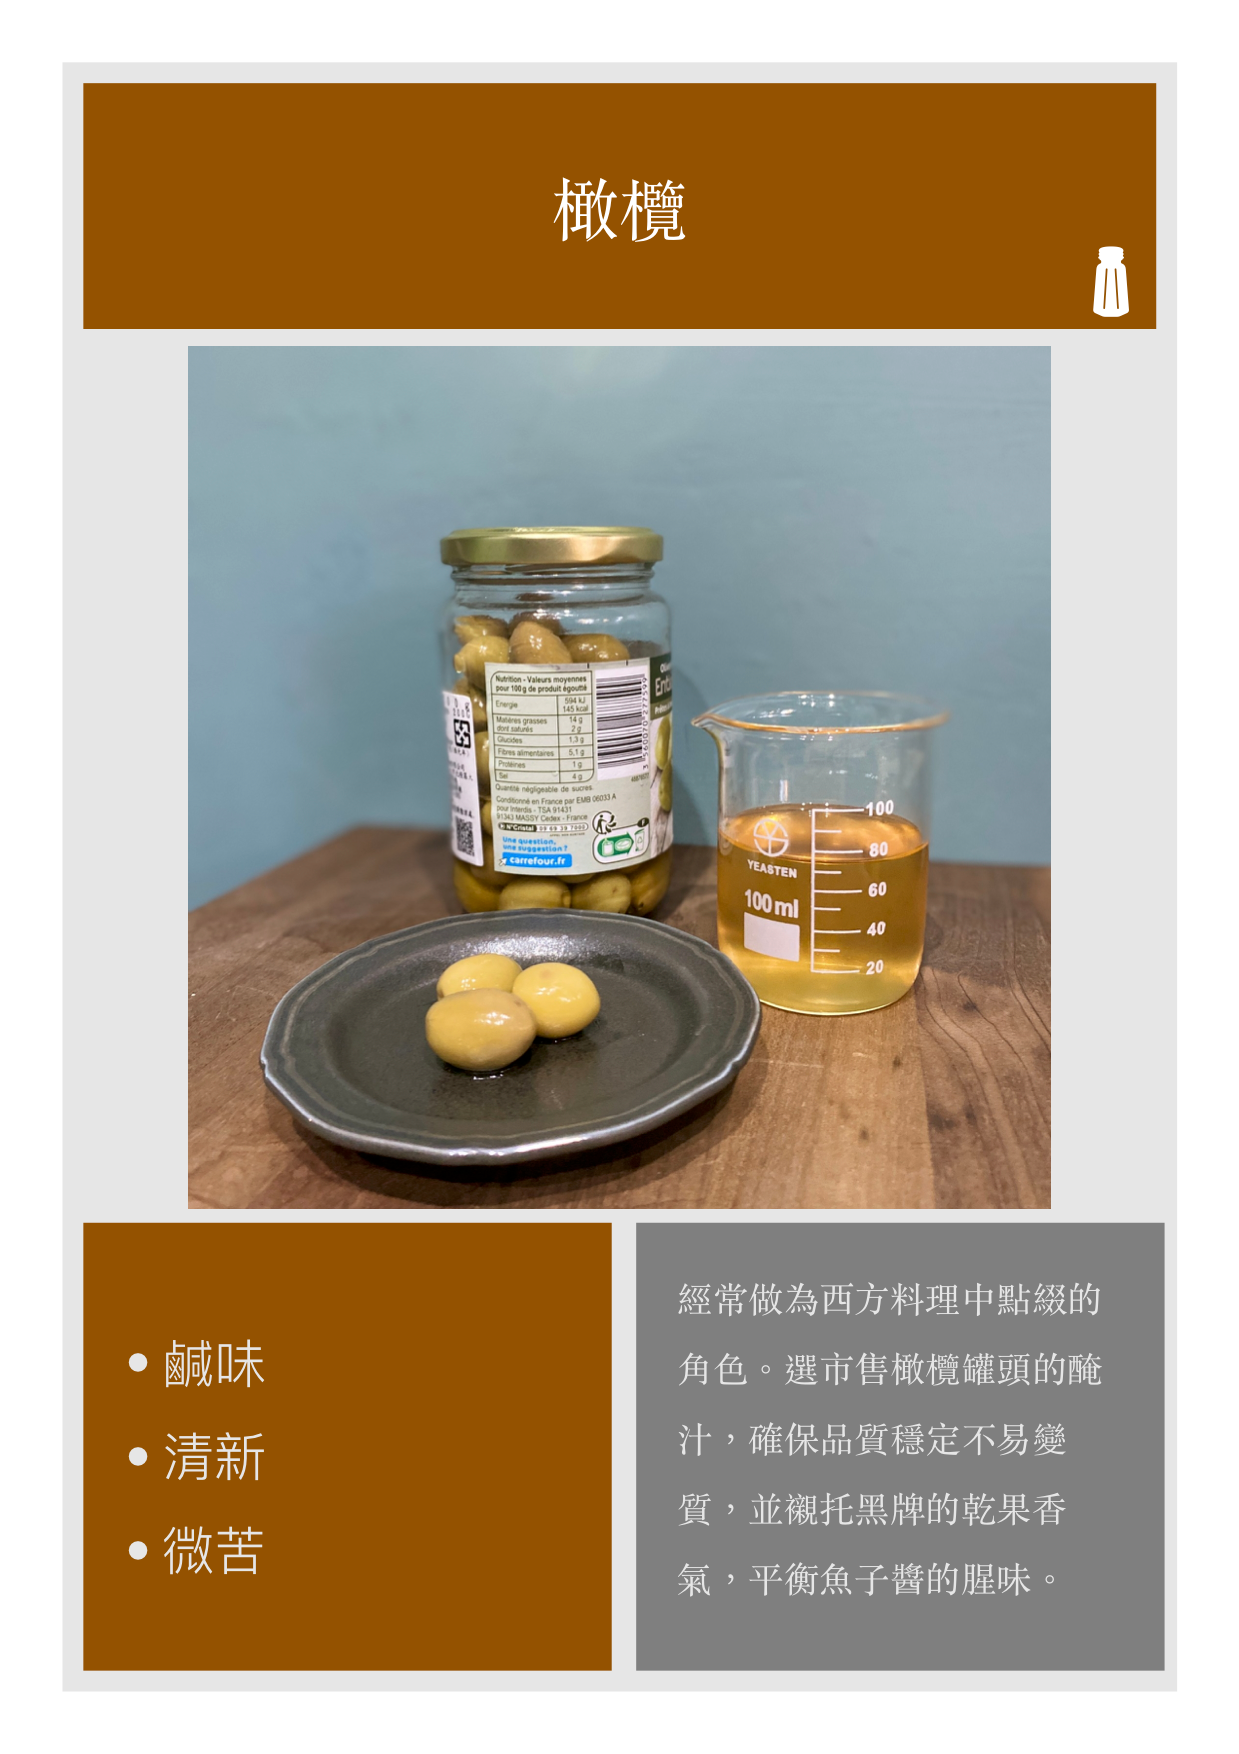 橄欖
Nutrition - Valeurs moyennes
pour 100 g de produit égoutté
Energie 594 kJ
145 kcal
Matières grasses 14 g
dont saturés 2 g
Glucides 1,3 g
Fibres alimentaires 5,1 g
Protéines 1 g
Sel 4 g
Quantité négligeable de sucres.
Conditionné en France par EMB 06033 A
pour Interdis - TSA 91431
91343 MASSY Cedex - France
N°Cristal 09 69 39 7000
Une question,
une suggestion ?
carrefour.fr
3 560070 277599
100
80
YEASTEN
60
100 ml
40
20
• 鹹味
• 清新
• 微苦
經常做為西方料理中點綴的
角色。選市售橄欖罐頭的醃
汁，確保品質穩定不易變
質，並襯托黑牌的乾果香
氣，平衡魚子醬的腥味。